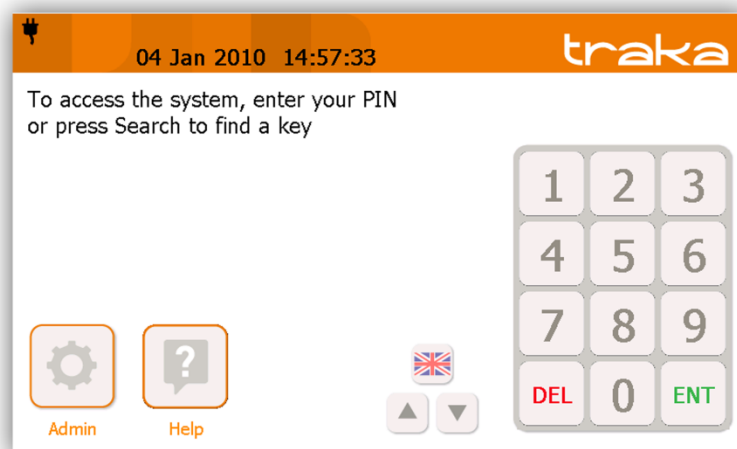 04 Jan 2010 14:57:33
traka
To access the system, enter your PIN
or press Search to find a key
1 2 3
4 5 6
7 8 9
DEL 0 ENT
?
Admin
Help